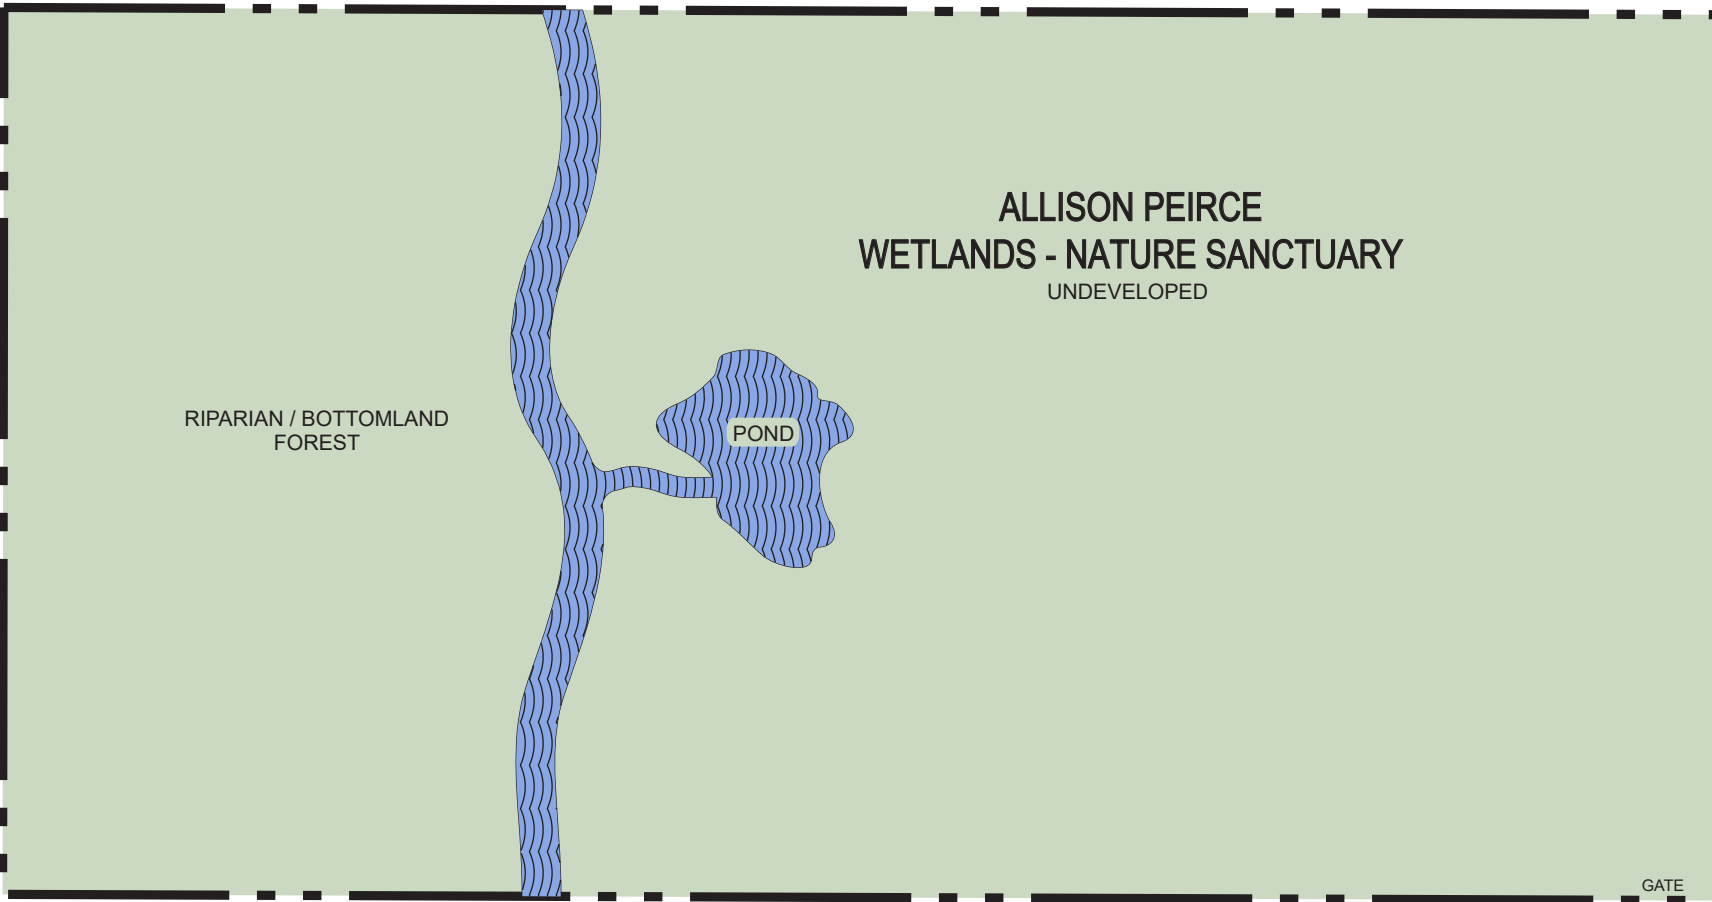 ALLISON PEIRCE
WETLANDS - NATURE SANCTUARY
UNDEVELOPED
RIPARIAN / BOTTOMLAND
FOREST
POND
GATE